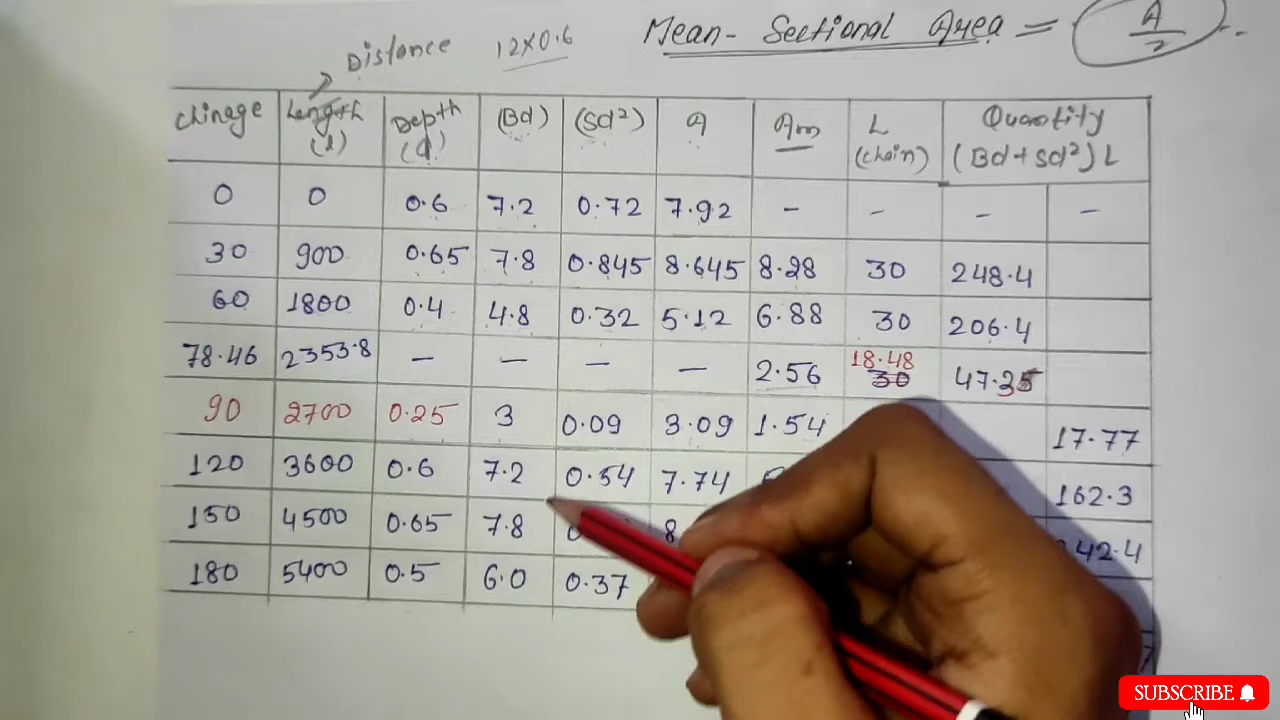 Mean-Sectional Area = A/2
Distance 12×0.6
Chinage Length (l) Depth (d) (Bd) (Sd²) A Am L (chain) Quantity (Bd+Sd²) L
0 0 0.6 7.2 0.72 7.92 - - - -
30 900 0.65 7.8 0.845 8.645 8.28 30 248.4
60 1800 0.4 4.8 0.32 5.12 6.88 30 206.4
78.46 2353.8 - - - - 2.56 18.48 30 47.35
90 2700 0.25 3 0.09 3.09 1.54 17.77
120 3600 0.6 7.2 0.54 7.74 162.3
150 4500 0.65 7.8 8 42.4
180 5400 0.5 6.0 0.37
SUBSCRIBE